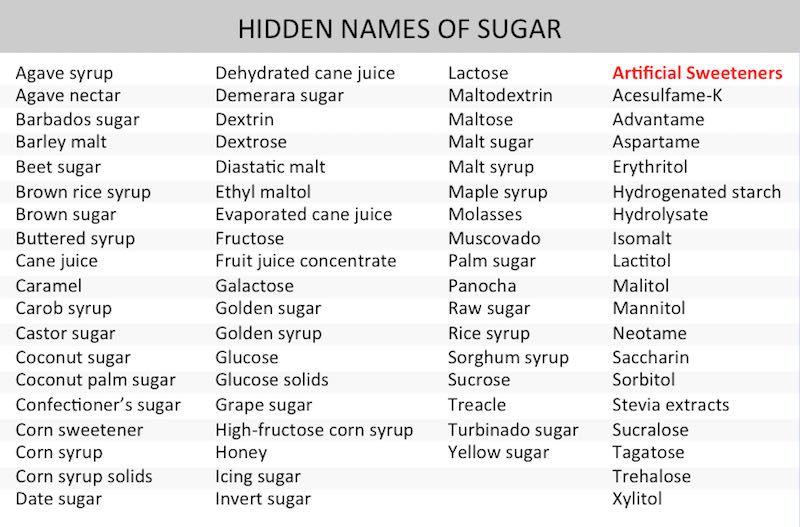 HIDDEN NAMES OF SUGAR
Agave syrup
Agave nectar
Barbados sugar
Barley malt
Beet sugar
Brown rice syrup
Brown sugar
Buttered syrup
Cane juice
Caramel
Carob syrup
Castor sugar
Coconut sugar
Coconut palm sugar
Confectioner’s sugar
Corn sweetener
Corn syrup
Corn syrup solids
Date sugar
Dehydrated cane juice
Demerara sugar
Dextrin
Dextrose
Diastatic malt
Ethyl maltol
Evaporated cane juice
Fructose
Fruit juice concentrate
Galactose
Golden sugar
Golden syrup
Glucose
Glucose solids
Grape sugar
High-fructose corn syrup
Honey
Icing sugar
Invert sugar
Lactose
Maltodextrin
Maltose
Malt sugar
Malt syrup
Maple syrup
Molasses
Muscovado
Palm sugar
Panocha
Raw sugar
Rice syrup
Sorghum syrup
Sucrose
Treacle
Turbinado sugar
Yellow sugar
Artificial Sweeteners
Acesulfame-K
Advantame
Aspartame
Erythritol
Hydrogenated starch
Hydrolysate
Isomalt
Lactitol
Malitol
Mannitol
Neotame
Saccharin
Sorbitol
Stevia extracts
Sucralose
Tagatose
Trehalose
Xylitol